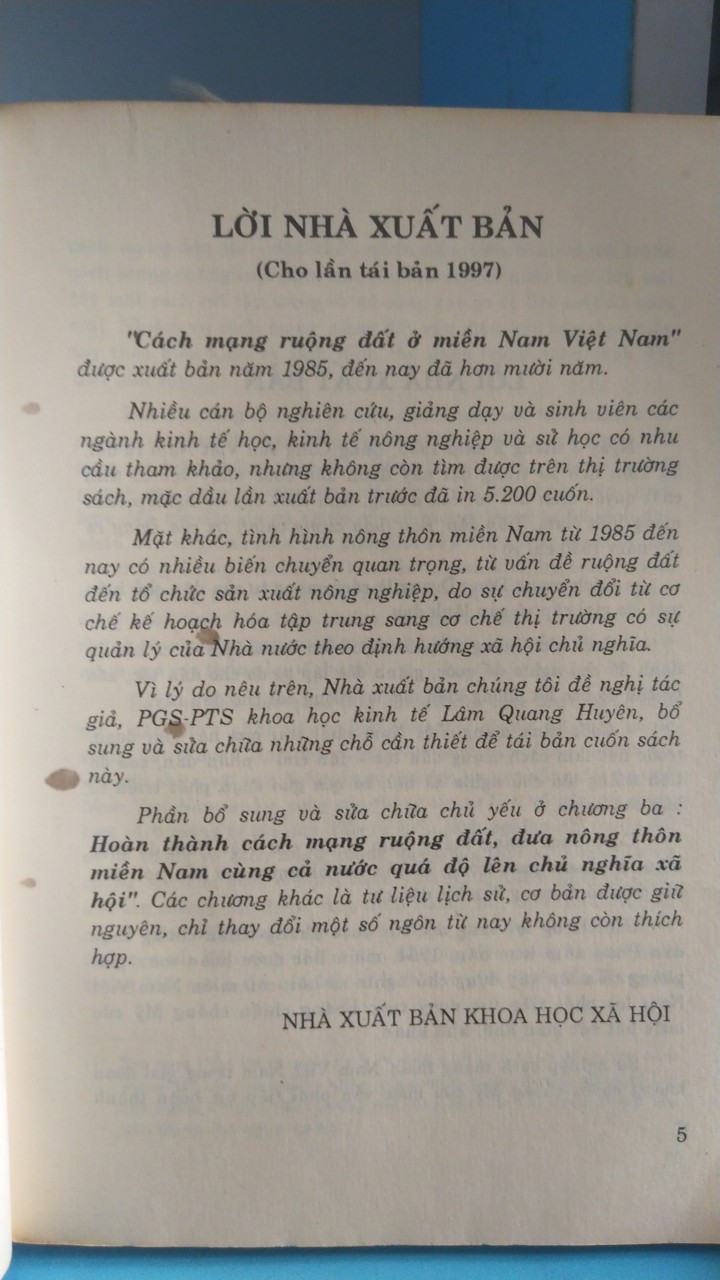 LỜI NHÀ XUẤT BẢN
(Cho lần tái bản 1997)
"Cách mạng ruộng đất ở miền Nam Việt Nam"
được xuất bản năm 1985, đến nay đã hơn mười năm.
Nhiều cán bộ nghiên cứu, giảng dạy và sinh viên các
ngành kinh tế học, kinh tế nông nghiệp và sử học có nhu
cầu tham khảo, nhưng không còn tìm được trên thị trường
sách, mặc dầu lần xuất bản trước đã in 5.200 cuốn.
Mặt khác, tình hình nông thôn miền Nam từ 1985 đến
nay có nhiều biến chuyển quan trọng, từ vấn đề ruộng đất
đến tổ chức sản xuất nông nghiệp, do sự chuyển đổi từ cơ
chế kế hoạch hóa tập trung sang cơ chế thị trường có sự
quản lý của Nhà nước theo định hướng xã hội chủ nghĩa.
Vì lý do nêu trên, Nhà xuất bản chúng tôi đề nghị tác
giả, PGS-PTS khoa học kinh tế Lâm Quang Huyên, bổ
sung và sửa chữa những chỗ cần thiết để tái bản cuốn sách
này.
Phần bổ sung và sửa chữa chủ yếu ở chương ba :
Hoàn thành cách mạng ruộng đất, đưa nông thôn
miền Nam cùng cả nước quá độ lên chủ nghĩa xã
hội". Các chương khác là tư liệu lịch sử, cơ bản được giữ
nguyên, chỉ thay đổi một số ngôn từ nay không còn thích
hợp.
NHÀ XUẤT BẢN KHOA HỌC XÃ HỘI
5